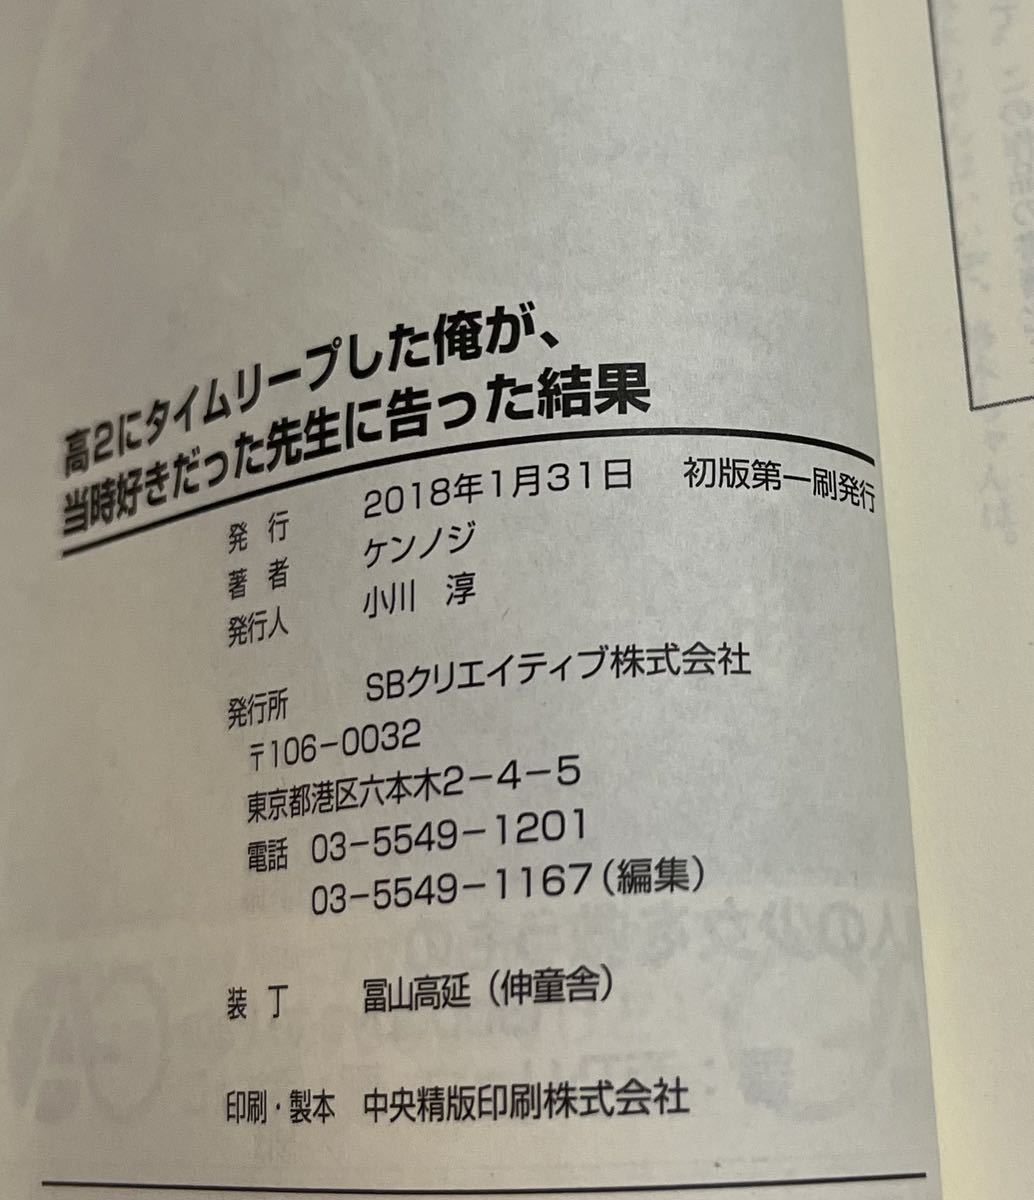 高2にタイムリープした俺が、
当時好きだった先生に告った結果
発行 2018年1月31日 初版第一刷発行
著者 ケンノジ
発行人 小川 淳
発行所 SBクリエイティブ株式会社
〒106-0032
東京都港区六本木2-4-5
電話 03-5549-1201
03-5549-1167(編集)
装丁 冨山高延(伸童舎)
印刷・製本 中央精版印刷株式会社